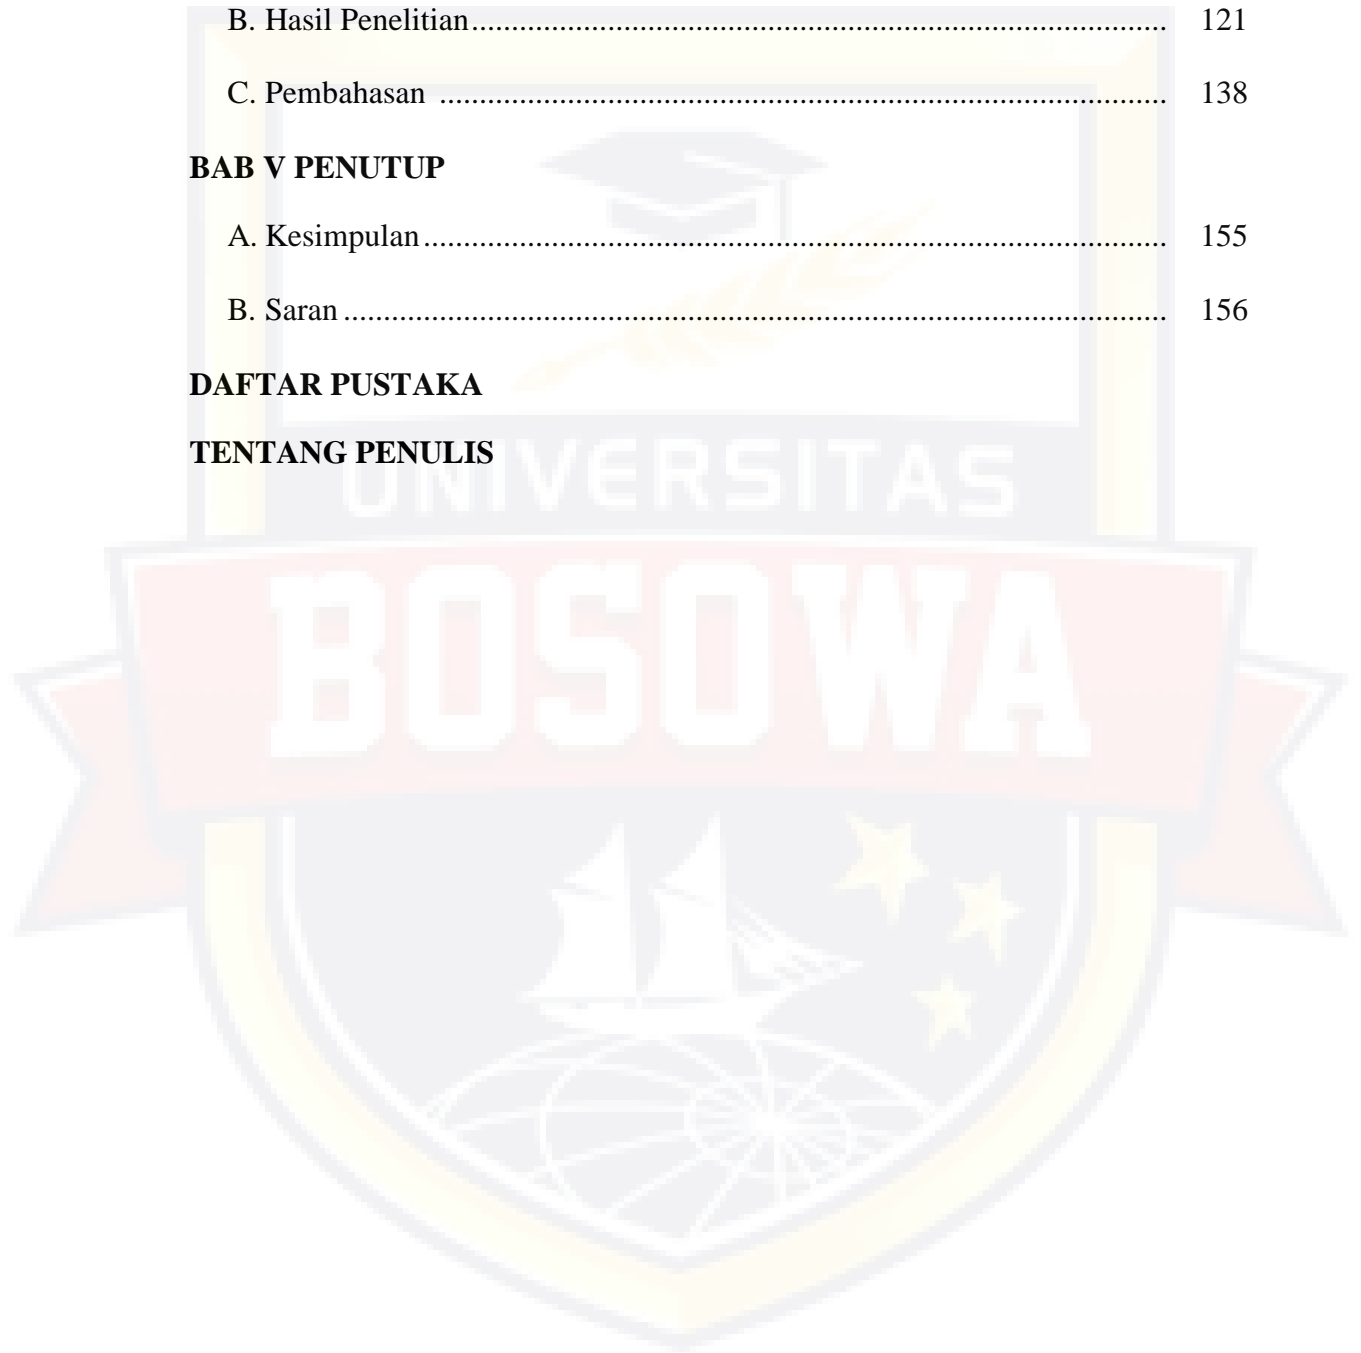 B. Hasil Penelitian....................................................................................... 121
C. Pembahasan ........................................................................................... 138
BAB V PENUTUP
A. Kesimpulan............................................................................................. 155
B. Saran ....................................................................................................... 156
DAFTAR PUSTAKA
TENTANG PENULIS
UNIVERSITAS
BOSOWA